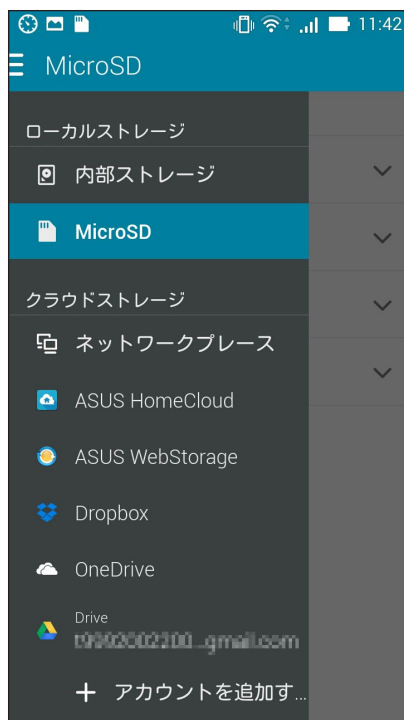 11:42
MicroSD
ローカルストレージ
内部ストレージ
MicroSD
クラウドストレージ
ネットワークプレース
ASUS HomeCloud
ASUS WebStorage
Dropbox
OneDrive
Drive
アカウントを追加す...